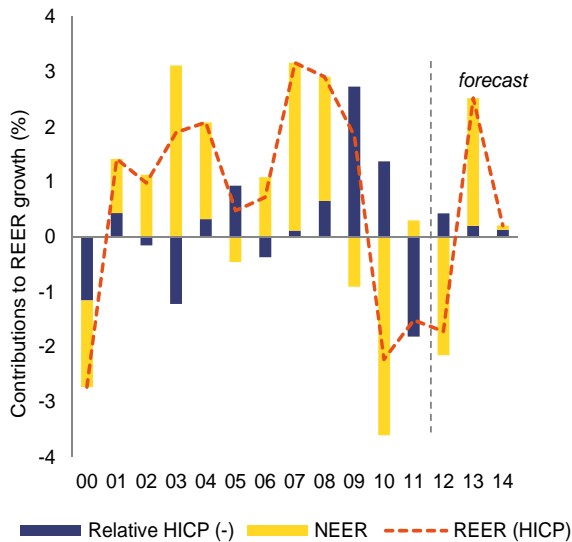 Contributions to REER growth (%)
4
3
2
1
0
-1
-2
-3
-4
forecast
00 01 02 03 04 05 06 07 08 09 10 11 12 13 14
Relative HICP (-) NEER REER (HICP)